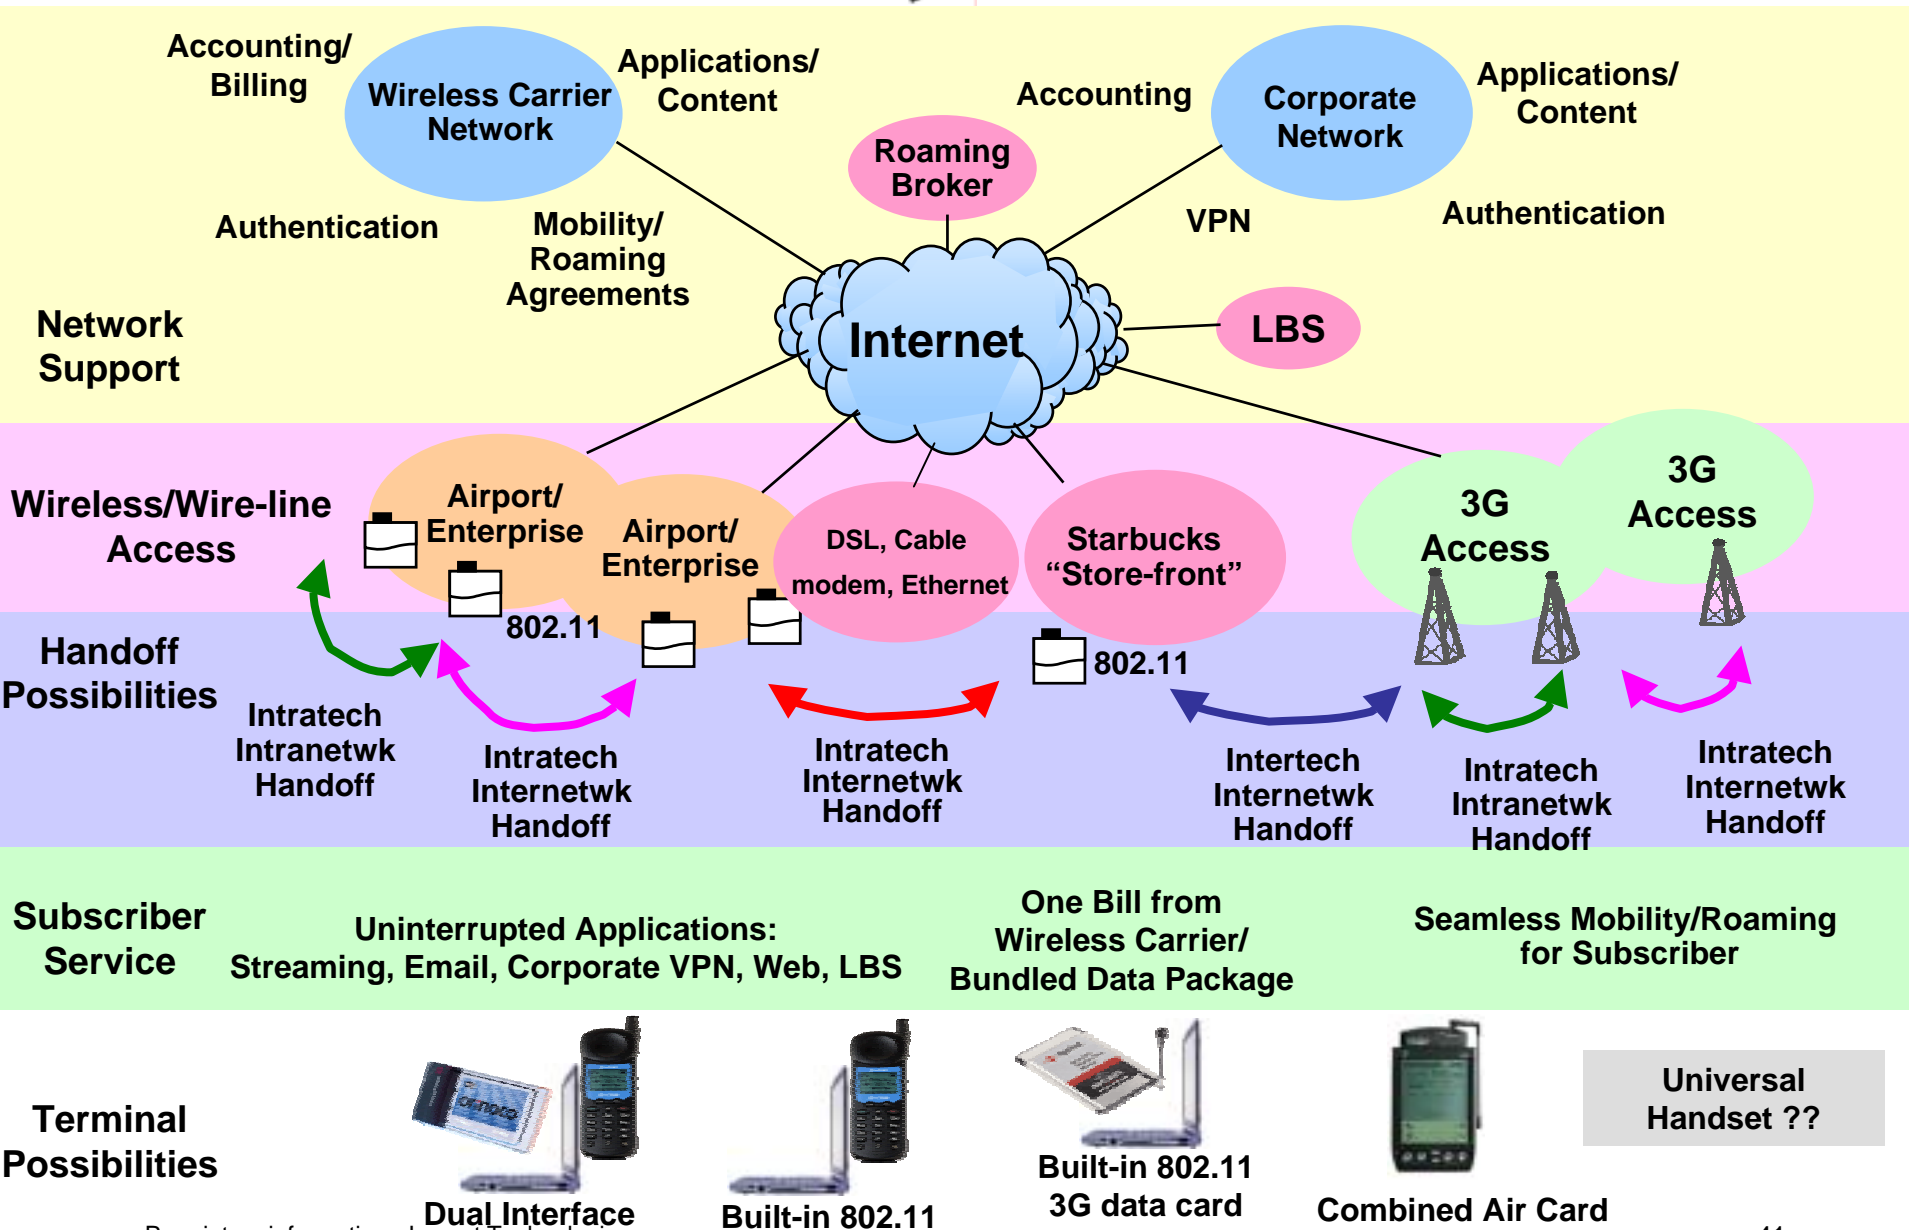 Accounting/
Billing
Wireless Carrier
Network
Applications/
Content
Authentication
Mobility/
Roaming
Agreements
Roaming
Broker
Accounting
Corporate
Network
Applications/
Content
VPN
Authentication
Internet
LBS
Network
Support
Wireless/Wire-line
Access
Airport/
Enterprise
Airport/
Enterprise
802.11
DSL, Cable
modem, Ethernet
Starbucks
“Store-front”
802.11
3G
Access
3G
Access
Handoff
Possibilities
Intratech
Intranetwk
Handoff
Intratech
Internetwk
Handoff
Intratech
Internetwk
Handoff
Intertech
Internetwk
Handoff
Intratech
Intranetwk
Handoff
Intratech
Internetwk
Handoff
Subscriber
Service
Uninterrupted Applications:
Streaming, Email, Corporate VPN, Web, LBS
One Bill from
Wireless Carrier/
Bundled Data Package
Seamless Mobility/Roaming
for Subscriber
Terminal
Possibilities
Dual Interface
Built-in 802.11
Built-in 802.11
3G data card
Combined Air Card
Universal
Handset ??